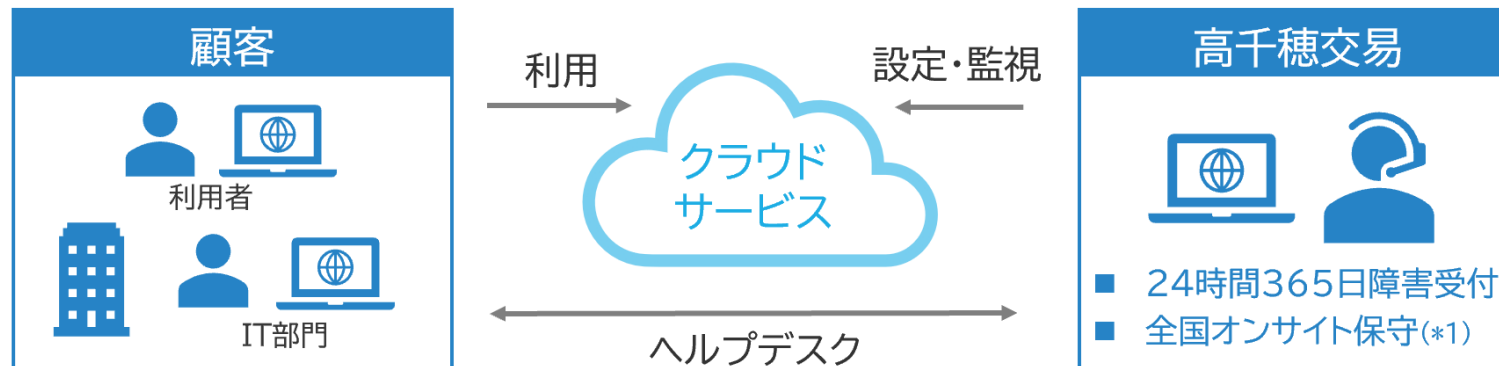 顧客
利用者
IT部門
利用
設定・監視
クラウド
サービス
ヘルプデスク
高千穂交易
■ 24時間365日障害受付
■ 全国オンサイト保守(*1)